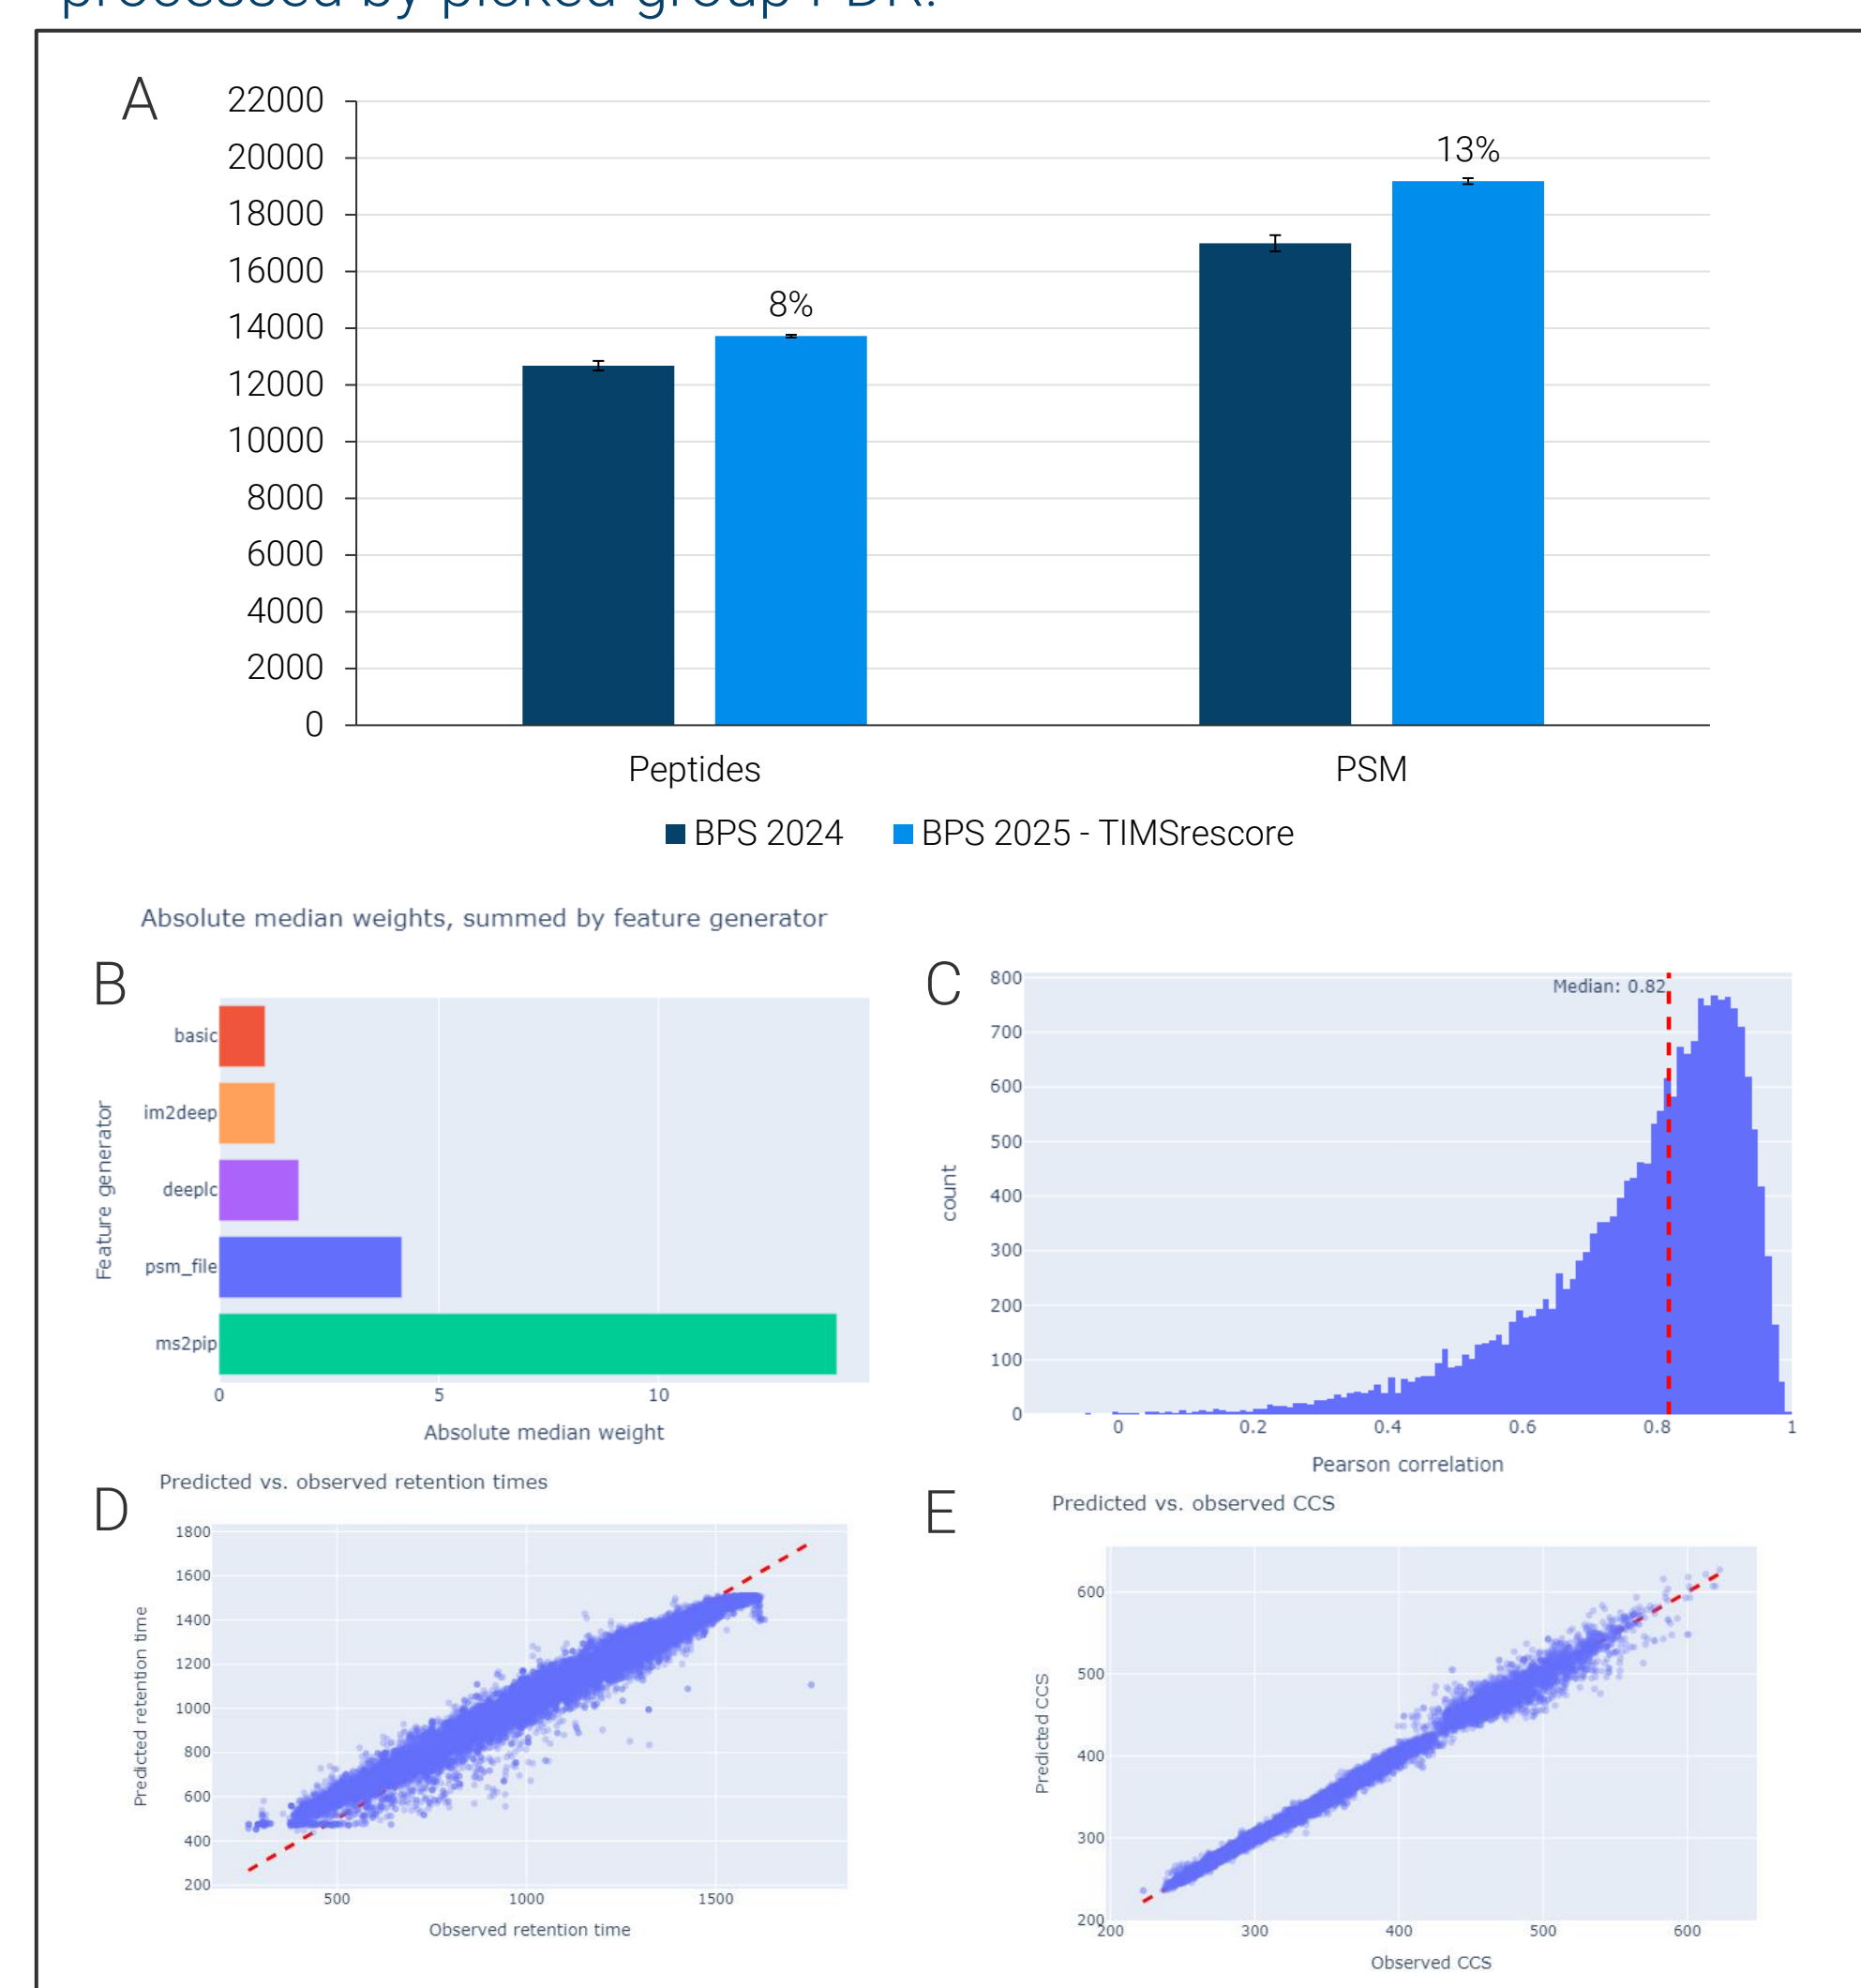 processed by picked group FDR.
A
22000
20000
18000
16000
14000
12000
10000
8000
6000
4000
2000
0
8%
13%
Peptides PSM
BPS 2024 BPS 2025 - TIMSrescore
Absolute median weights, summed by feature generator
B
Feature generator
basic
im2deep
deeplc
psm_file
ms2pip
0 5 10
Absolute median weight
C
Median: 0.82
count
800
700
600
500
400
300
200
100
0
0 0.2 0.4 0.6 0.8 1
Pearson correlation
Predicted vs. observed retention times
D
Predicted retention time
1800
1600
1400
1200
1000
800
600
400
200
500 1000 1500
Observed retention time
Predicted vs. observed CCS
E
Predicted CCS
600
500
400
300
200
200 300 400 500 600
Observed CCS